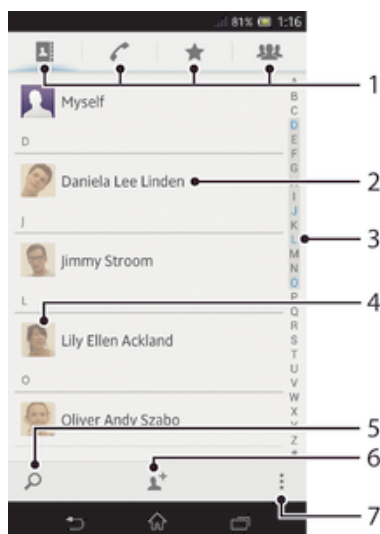 81% 1:16
1
Myself
D
Daniela Lee Linden
2
J
3
Jimmy Stroom
L
4
Lily Ellen Ackland
O
Oliver Andy Szabo
5
6
7
A
B
C
D
E
F
G
I
J
K
L
M
N
O
P
Q
R
S
T
U
V
W
X
Z
#